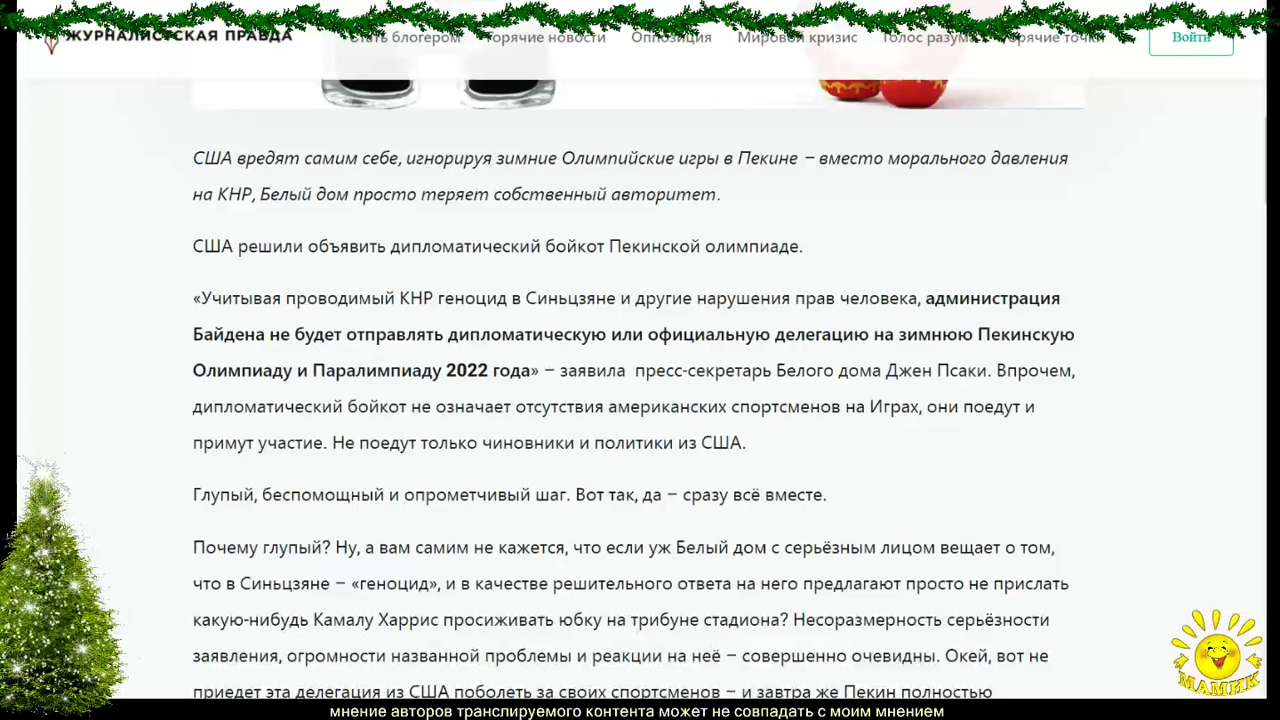 ЖУРНАЛИСТСКАЯ ПРАВДА
Стать блогером Горячие новости Оппозиция Мировой кризис Голос разума Горячие точки Войти
США вредят самим себе, игнорируя зимние Олимпийские игры в Пекине – вместо морального давления
на КНР, Белый дом просто теряет собственный авторитет.
США решили объявить дипломатический бойкот Пекинской олимпиаде.
«Учитывая проводимый КНР геноцид в Синьцзяне и другие нарушения прав человека, администрация
Байдена не будет отправлять дипломатическую или официальную делегацию на зимнюю Пекинскую
Олимпиаду и Паралимпиаду 2022 года» – заявила пресс-секретарь Белого дома Джен Псаки. Впрочем,
дипломатический бойкот не означает отсутствия американских спортсменов на Играх, они поедут и
примут участие. Не поедут только чиновники и политики из США.
Глупый, беспомощный и опрометчивый шаг. Вот так, да – сразу всё вместе.
Почему глупый? Ну, а вам самим не кажется, что если уж Белый дом с серьёзным лицом вещает о том,
что в Синьцзяне – «геноцид», и в качестве решительного ответа на него предлагают просто не прислать
какую-нибудь Камалу Харрис просиживать юбку на трибуне стадиона? Несоразмерность серьёзности
заявления, огромности названной проблемы и реакции на неё – совершенно очевидны. Окей, вот не
приедет эта делегация из США поболеть за своих спортсменов – и завтра же Пекин полностью
МАМИК
мнение авторов транслируемого контента может не совпадать с моим мнением